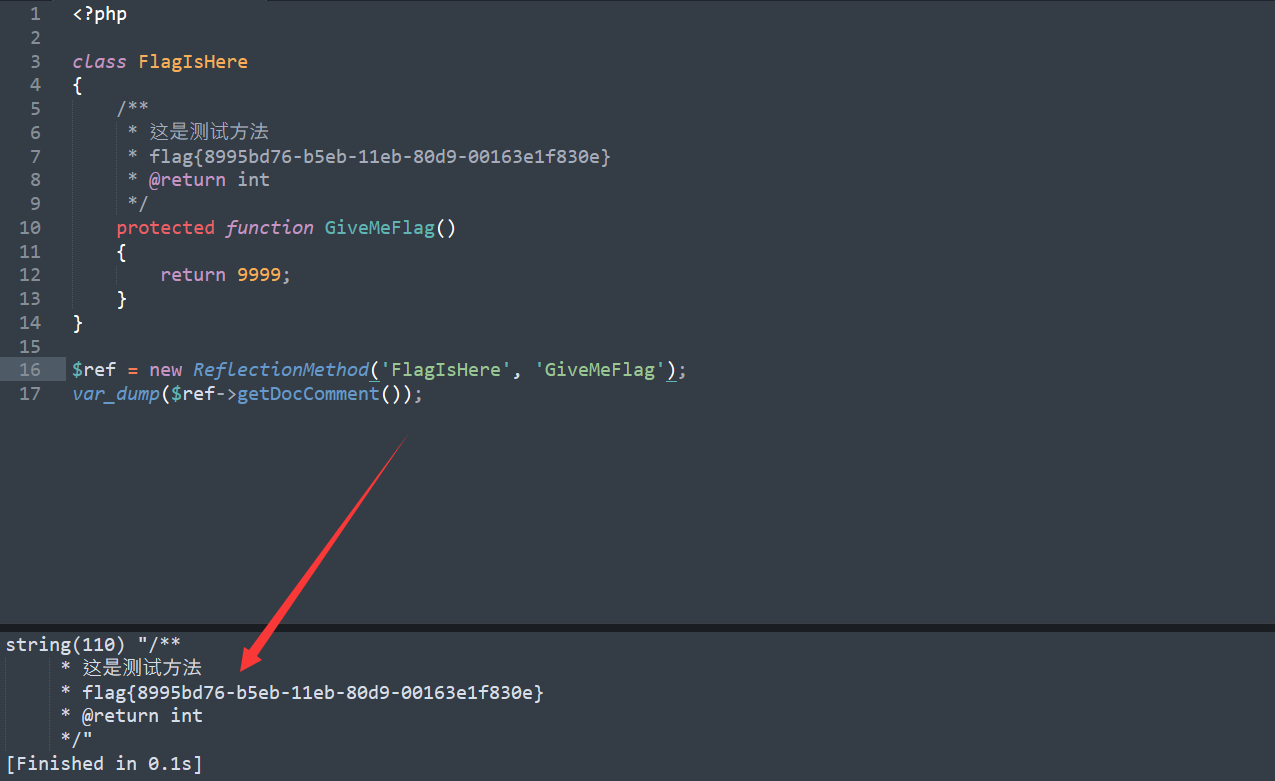 1 <?php
2
3 class FlagIsHere
4 {
5 /**
6 * 这是测试方法
7 * flag{8995bd76-b5eb-11eb-80d9-00163e1f830e}
8 * @return int
9 */
10 protected function GiveMeFlag()
11 {
12 return 9999;
13 }
14 }
15
16 $ref = new ReflectionMethod('FlagIsHere', 'GiveMeFlag');
17 var_dump($ref->getDocComment());
string(110) "/**
* 这是测试方法
* flag{8995bd76-b5eb-11eb-80d9-00163e1f830e}
* @return int
*/"
[Finished in 0.1s]